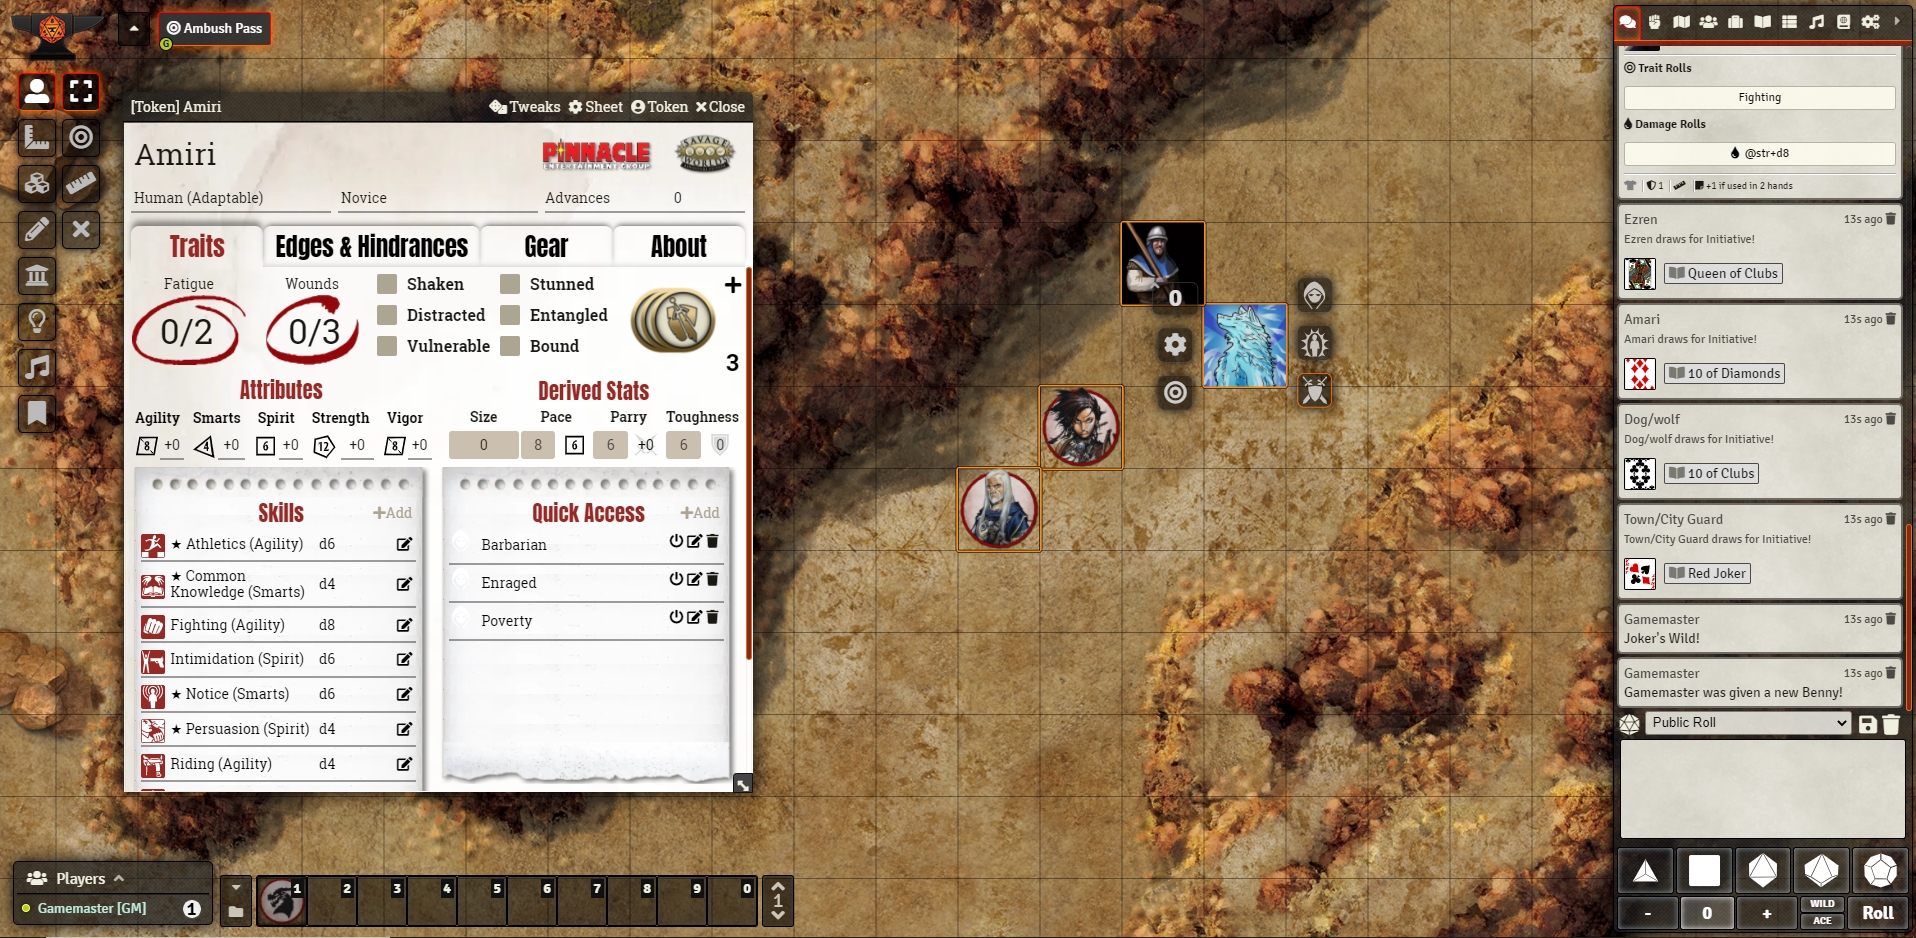 Ambush Pass
G
[Token] Amiri
Tweaks Sheet Token Close
Amiri
PINNACLE
ENTERTAINMENT GROUP
SAVAGE
WORLDS
Human (Adaptable) Novice Advances 0
Traits Edges & Hindrances Gear About
Fatigue Wounds
0/2 0/3
Shaken Stunned
Distracted Entangled
Vulnerable Bound
+
3
Attributes
Agility Smarts Spirit Strength Vigor
8 +0 4 +0 6 +0 12 +0 8 +0
Derived Stats
Size Pace Parry Toughness
0 8 6 6 +0 6 0
Skills +Add
★ Athletics (Agility) d6
★ Common
Knowledge (Smarts) d4
Fighting (Agility) d8
Intimidation (Spirit) d6
★ Notice (Smarts) d6
★ Persuasion (Spirit) d4
Riding (Agility) d4
Quick Access +Add
Barbarian
Enraged
Poverty
0
Trait Rolls
Fighting
Damage Rolls
@str+d8
1 +1 if used in 2 hands
Ezren 13s ago
Ezren draws for Initiative!
Queen of Clubs
Amari 13s ago
Amari draws for Initiative!
10 of Diamonds
Dog/wolf 13s ago
Dog/wolf draws for Initiative!
10 of Clubs
Town/City Guard 13s ago
Town/City Guard draws for Initiative!
Red Joker
Gamemaster 13s ago
Joker's Wild!
Gamemaster 13s ago
Gamemaster was given a new Benny!
Public Roll
- 0 + WILD
ACE
Roll
Players
Gamemaster [GM] 1
1 2 3 4 5 6 7 8 9 0
1